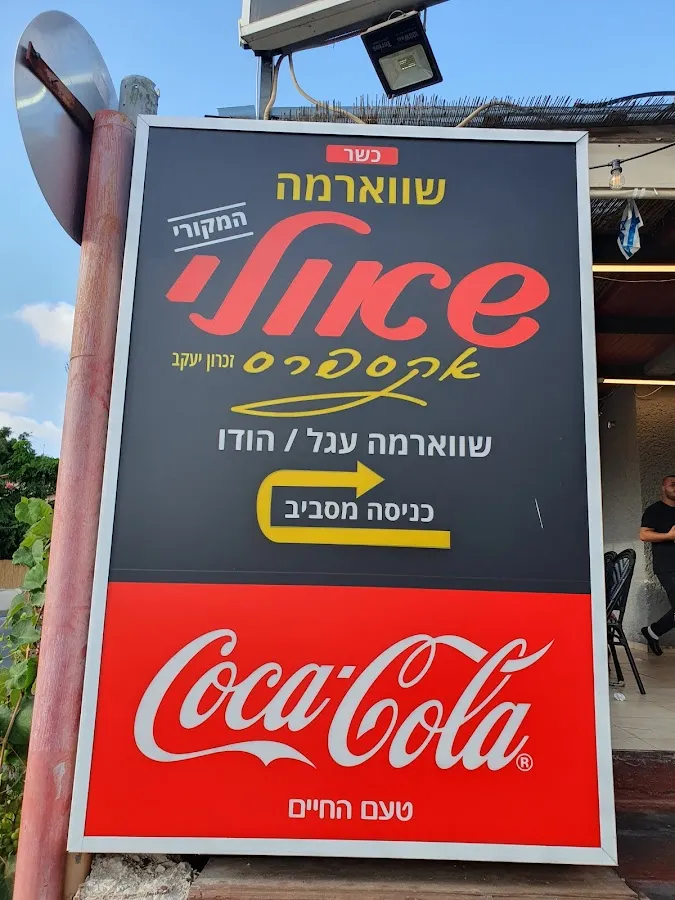 כשר
שווארמה
המקורי
שאולי
אקספרס זכרון יעקב
שווארמה עגל / הודו
כניסה מסביב
Coca-Cola®
טעם החיים